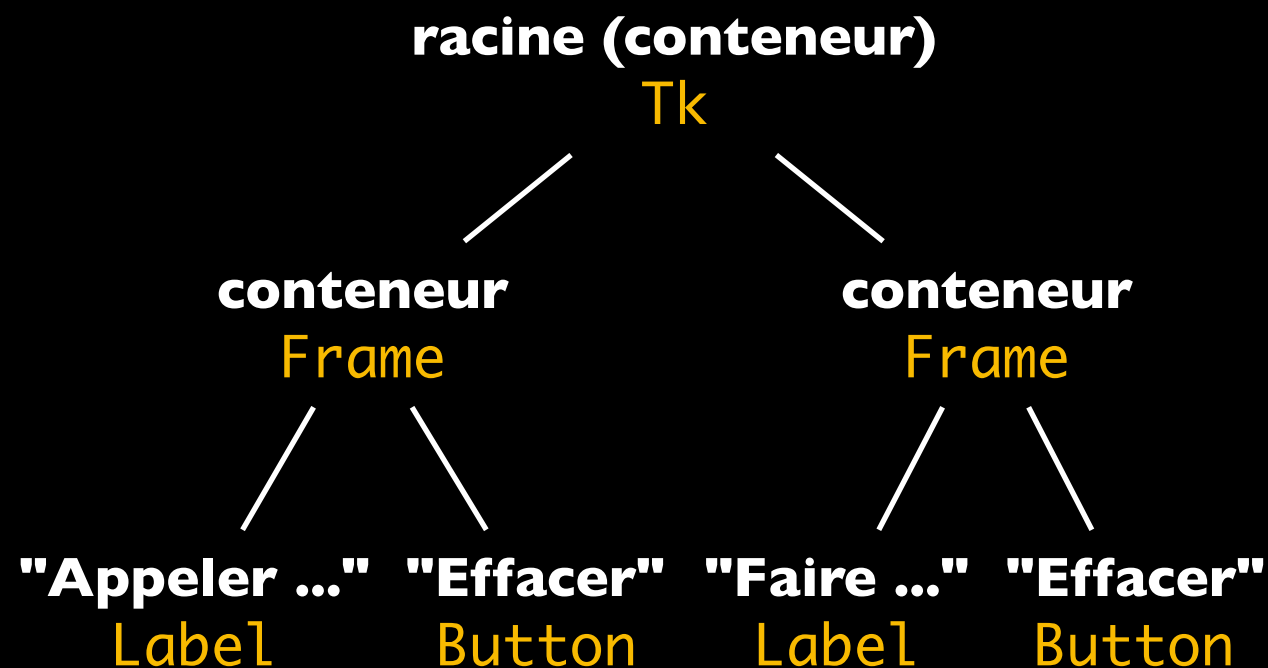 racine (conteneur)
Tk
conteneur conteneur
Frame Frame
"Appeler ..." "Effacer" "Faire ..." "Effacer"
Label Button Label Button